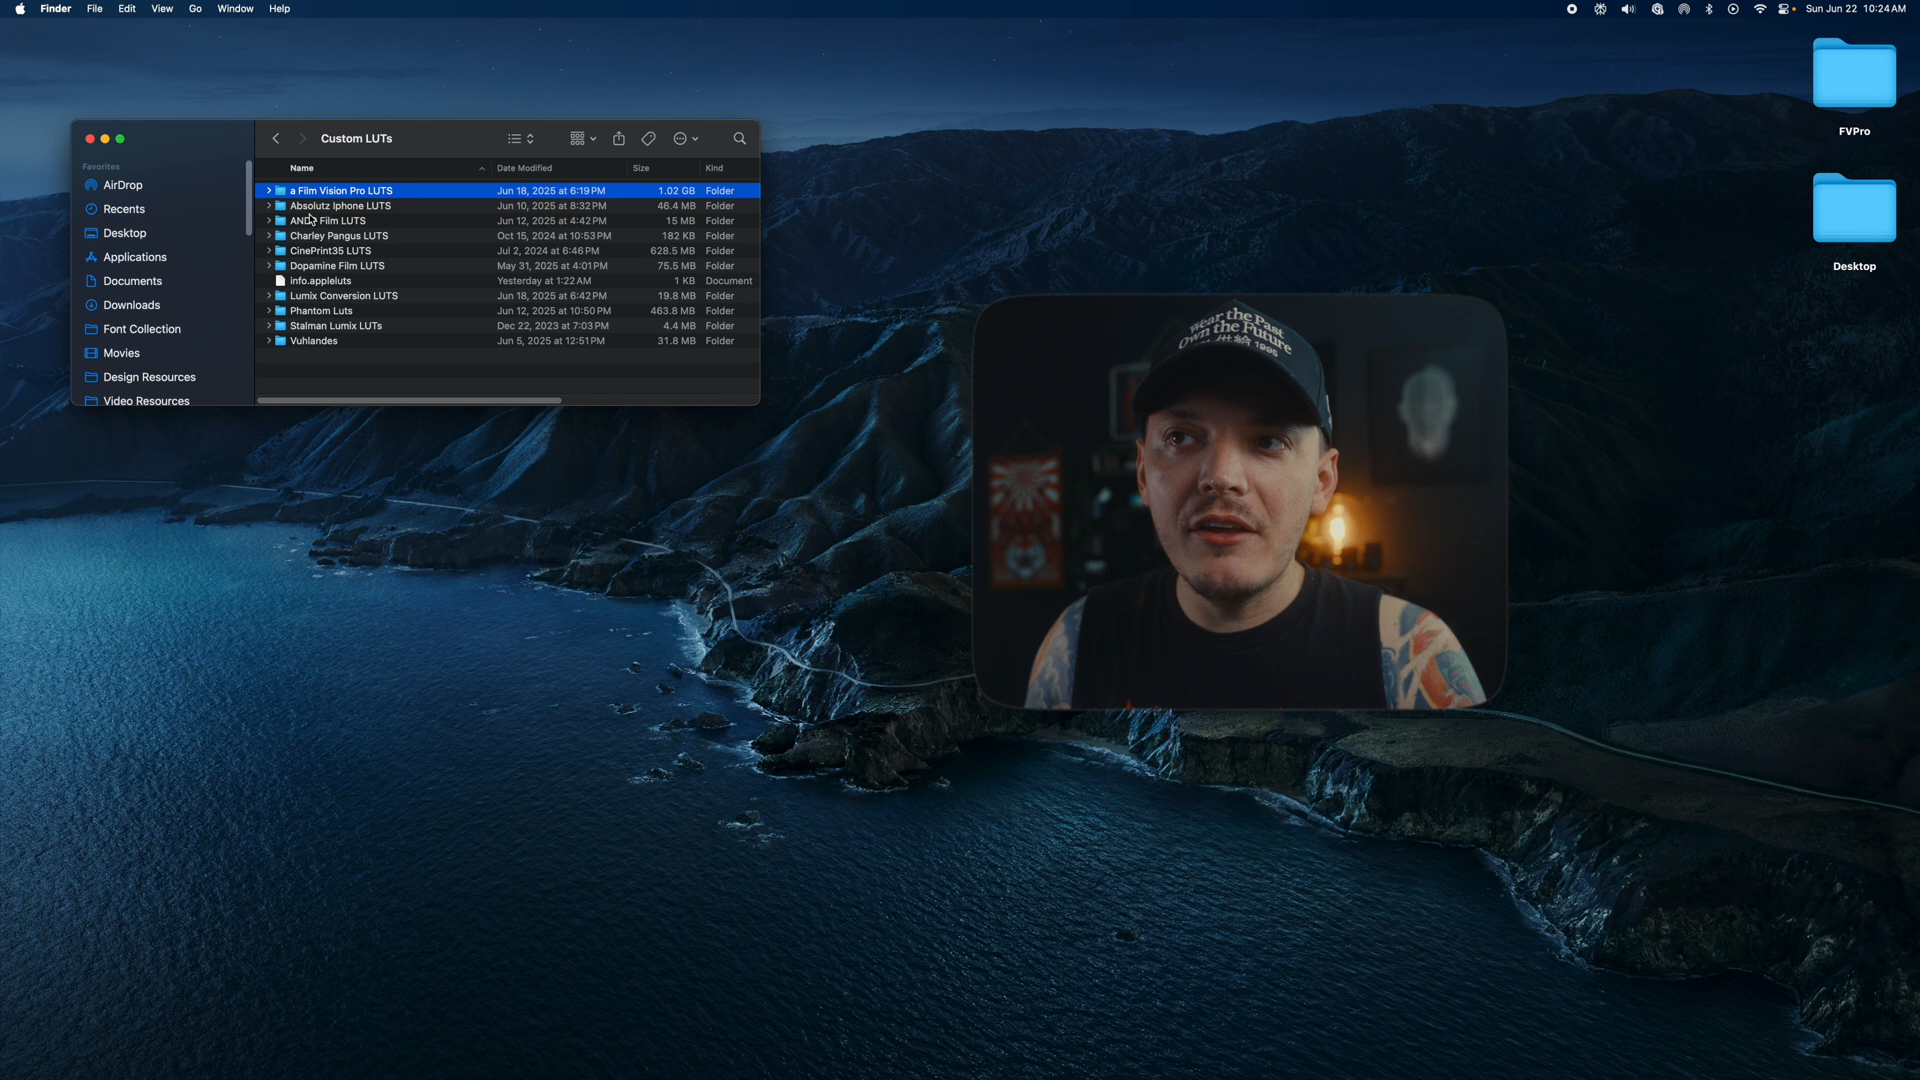 Finder File Edit View Go Window Help
Sun Jun 22 10:24 AM
FVPro
Desktop
Custom LUTs
Favorites
AirDrop
Recents
Desktop
Applications
Documents
Downloads
Font Collection
Movies
Design Resources
Video Resources
Name Date Modified Size Kind
a Film Vision Pro LUTS Jun 18, 2025 at 6:19 PM 1.02 GB Folder
Absolutz Iphone LUTS Jun 10, 2025 at 8:32 PM 46.4 MB Folder
AND Film LUTS Jun 12, 2025 at 4:42 PM 15 MB Folder
Charley Pangus LUTS Oct 15, 2024 at 10:53 PM 182 KB Folder
CinePrint35 LUTS Jul 2, 2024 at 6:46 PM 628.5 MB Folder
Dopamine Film LUTS May 31, 2025 at 4:01 PM 75.5 MB Folder
info.appleluts Yesterday at 1:22 AM 1 KB Document
Lumix Conversion LUTS Jun 18, 2025 at 6:42 PM 19.8 MB Folder
Phantom Luts Jun 12, 2025 at 10:50 PM 463.8 MB Folder
Stalman Lumix LUTs Dec 22, 2023 at 7:03 PM 4.4 MB Folder
Vuhlandes Jun 5, 2025 at 12:51 PM 31.8 MB Folder
Wear the Past
Own the Future
1995